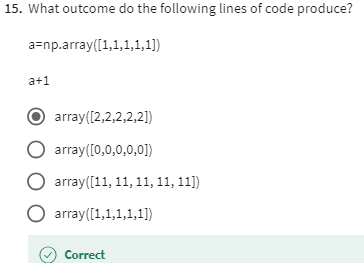 15. What outcome do the following lines of code produce?
a=np.array([1,1,1,1,1])
a+1
array([2,2,2,2,2])
array([0,0,0,0,0])
array([11, 11, 11, 11, 11])
array([1,1,1,1,1])
Correct